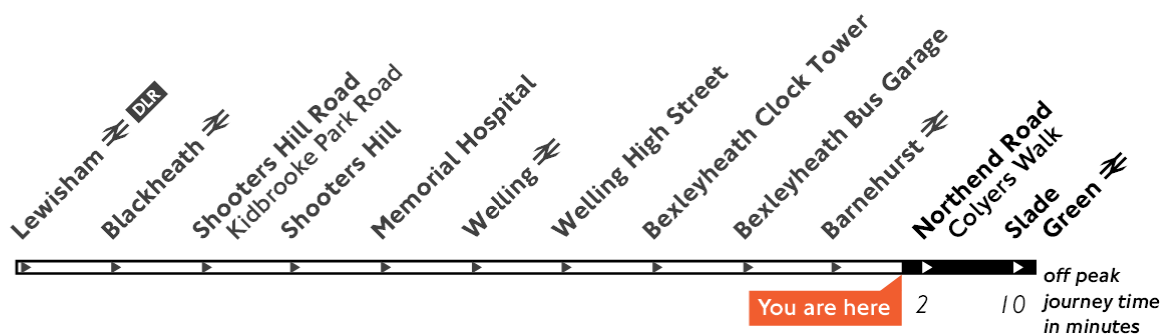 Lewisham
DLR
Blackheath
Shooters Hill Road
Kidbrooke Park Road
Shooters Hill
Memorial Hospital
Welling
Welling High Street
Bexleyheath Clock Tower
Bexleyheath Bus Garage
Barnehurst
Northend Road
Colyers Walk
Slade
Green
You are here
2
10
off peak
journey time
in minutes